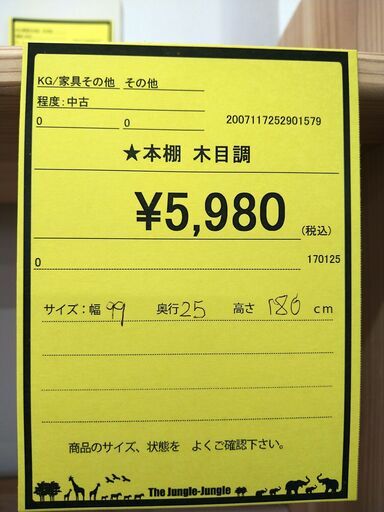 KG/家具その他 その他
程度:中古
0 0 2007117252901579
★本棚 木目調
¥5,980
(税込)
0 170125
サイズ:幅 99 奥行 25 高さ 180 cm
商品のサイズ、状態を よくご確認下さい。
The Jungle-Jungle